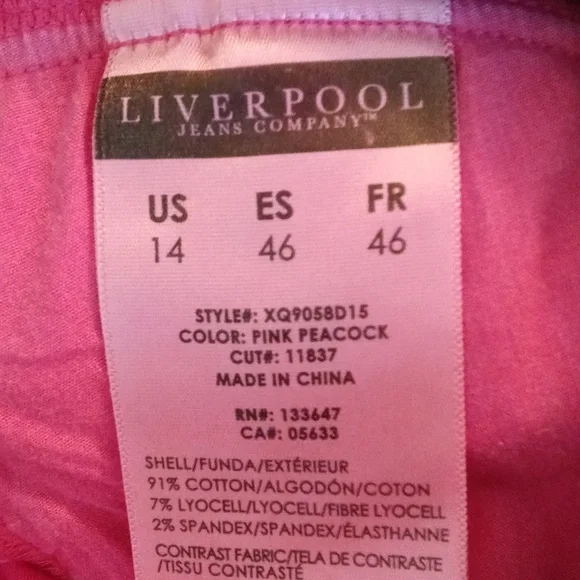 LIVERPOOL
JEANS COMPANY™
US ES FR
14 46 46
STYLE#: XQ9058D15
COLOR: PINK PEACOCK
CUT#: 11837
MADE IN CHINA
RN#: 133647
CA#: 05633
SHELL/FUNDA/EXTÉRIEUR
91% COTTON/ALGODÓN/COTON
7% LYOCELL/LYOCELL/FIBRE LYOCELL
2% SPANDEX/SPANDEX/ÉLASTHANNE
CONTRAST FABRIC/TELA DE CONTRASTE
/TISSU CONTRASTÉ